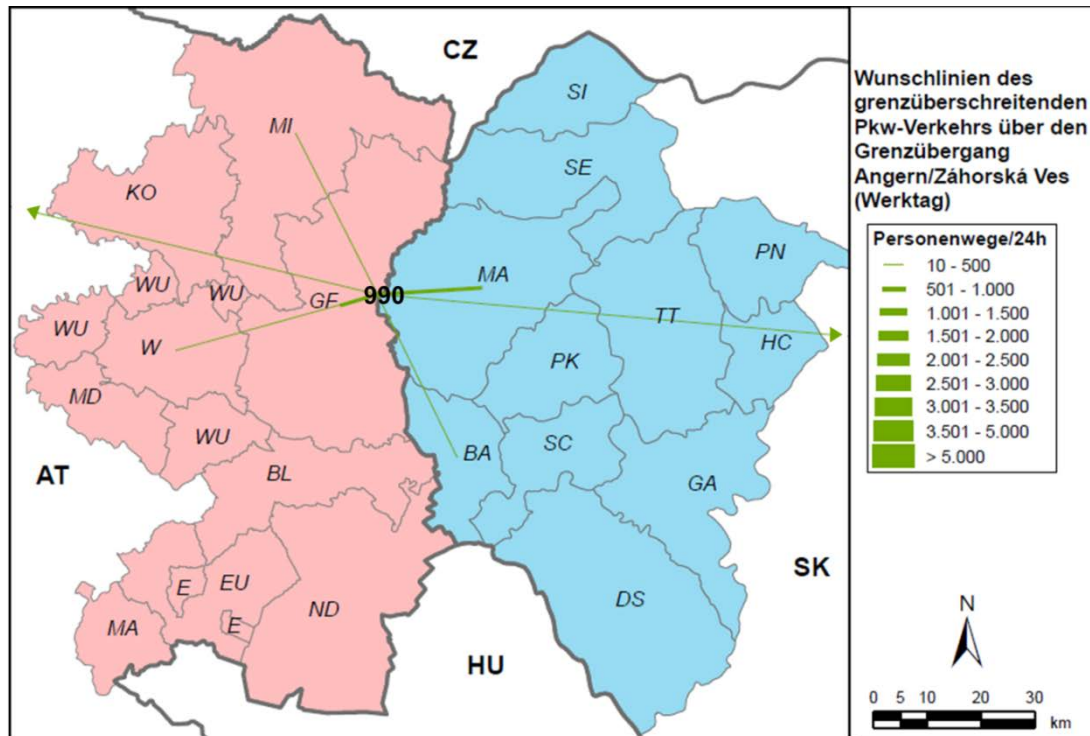 CZ
SI
MI
SE
KO
PN
MA
WU
WU
GF
990
TT
WU
W
HC
PK
MD
WU
SC
BA
AT
BL
GA
SK
E
EU
DS
ND
MA
E
HU
Wunschlinien des
grenzüberschreitenden
Pkw-Verkehrs über den
Grenzübergang
Angern/Záhorská Ves
(Werktag)
Personenwege/24h
10 - 500
501 - 1.000
1.001 - 1.500
1.501 - 2.000
2.001 - 2.500
2.501 - 3.000
3.001 - 3.500
3.501 - 5.000
> 5.000
N
0 5 10 20 30
km